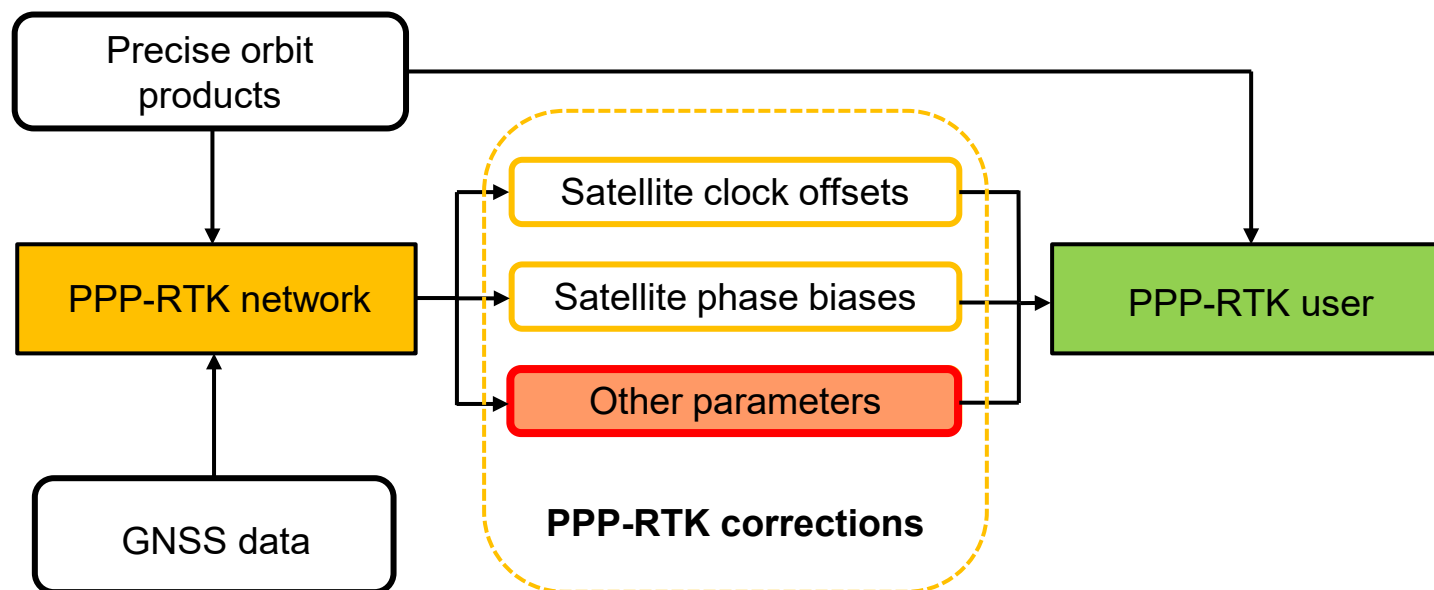 Precise orbit
products
Satellite clock offsets
PPP-RTK network
Satellite phase biases
PPP-RTK user
Other parameters
GNSS data
PPP-RTK corrections